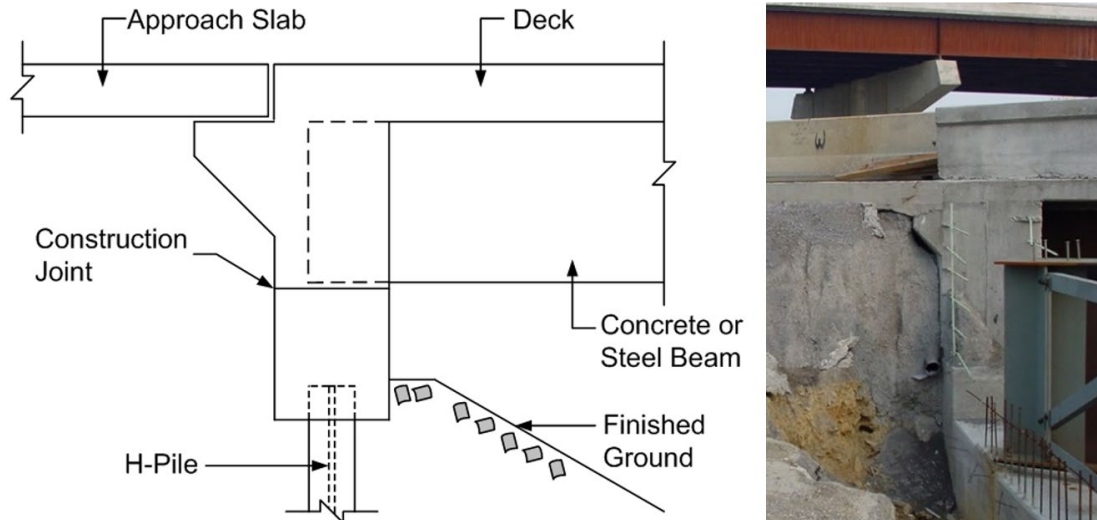 Approach Slab
Deck
Construction
Joint
Concrete or
Steel Beam
Finished
Ground
H-Pile
W